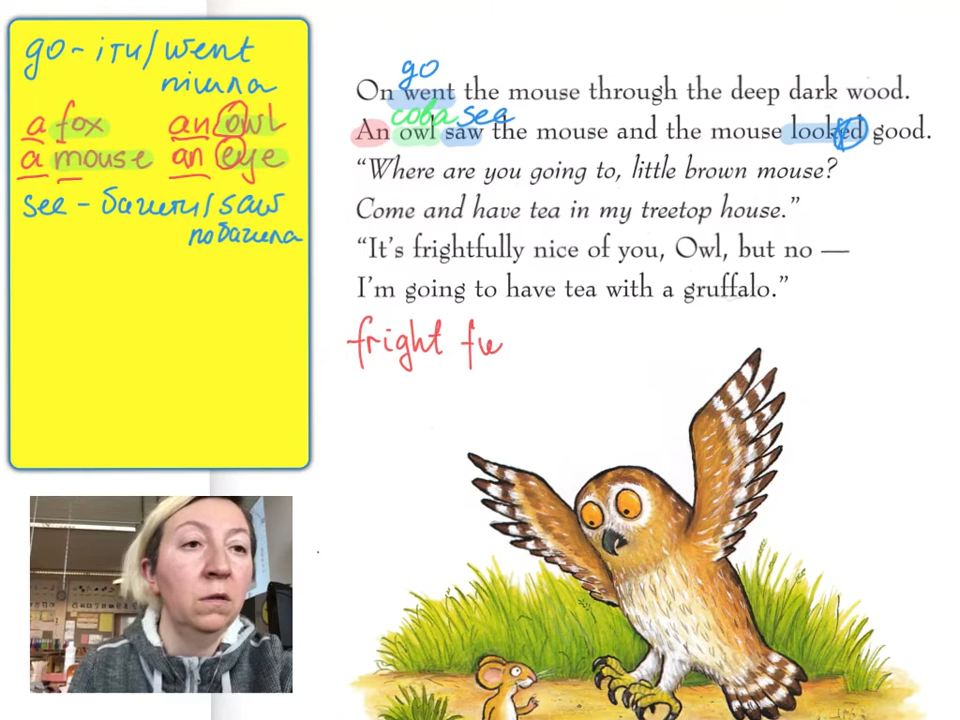 go - іти / went
пішла
a fox an owl
a mouse an eye
see - бачити / saw
побачила
go
On went the mouse through the deep dark wood.
соваsee
An owl saw the mouse and the mouse looked good.
“Where are you going to, little brown mouse?
Come and have tea in my treetop house.”
“It’s frightfully nice of you, Owl, but no —
I’m going to have tea with a gruffalo.”
fright fu